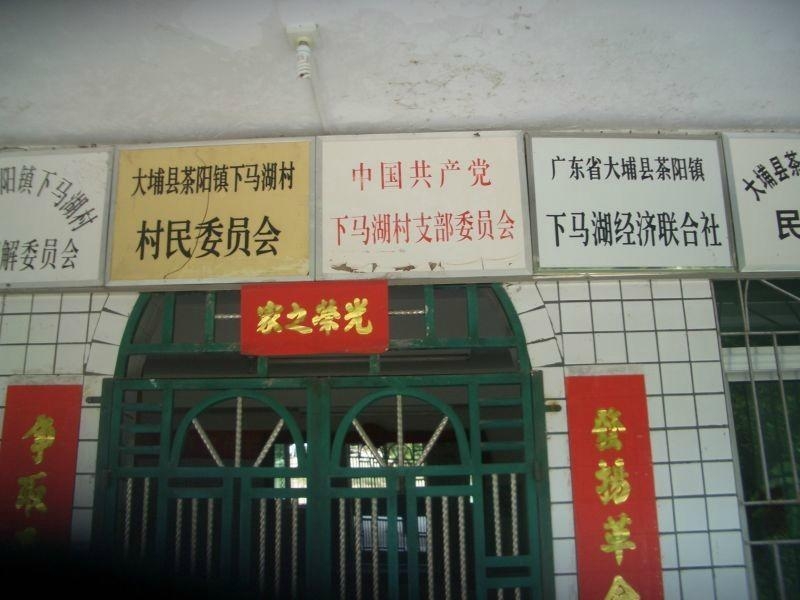 阳镇下马湖村
解委员会
大埔县茶阳镇下马湖村
村民委员会
中国共产党
下马湖村支部委员会
广东省大埔县茶阳镇
下马湖经济联合社
大埔县茶
民
光荣之家
争取
发扬革命